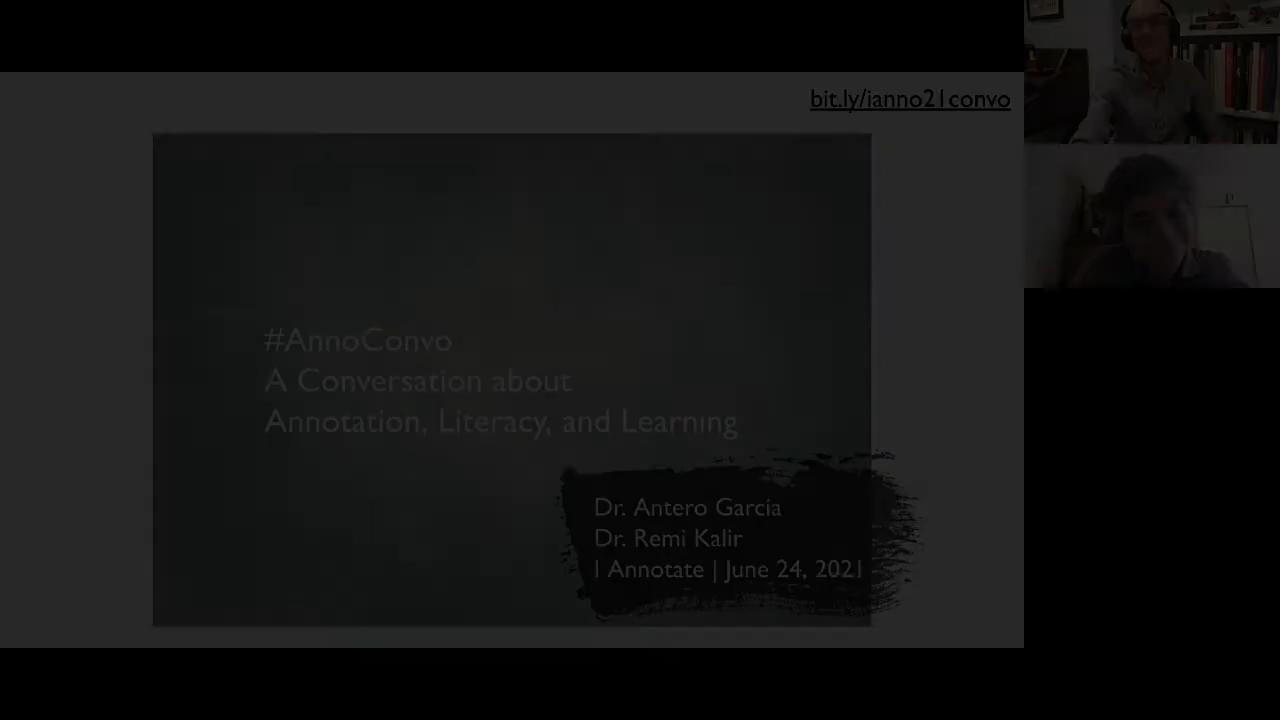 bit.ly/ianno21convo
#AnnoConvo
A Conversation about
Annotation, Literacy, and Learning
Dr. Antero Garcia
Dr. Remi Kalir
I Annotate | June 24, 2021